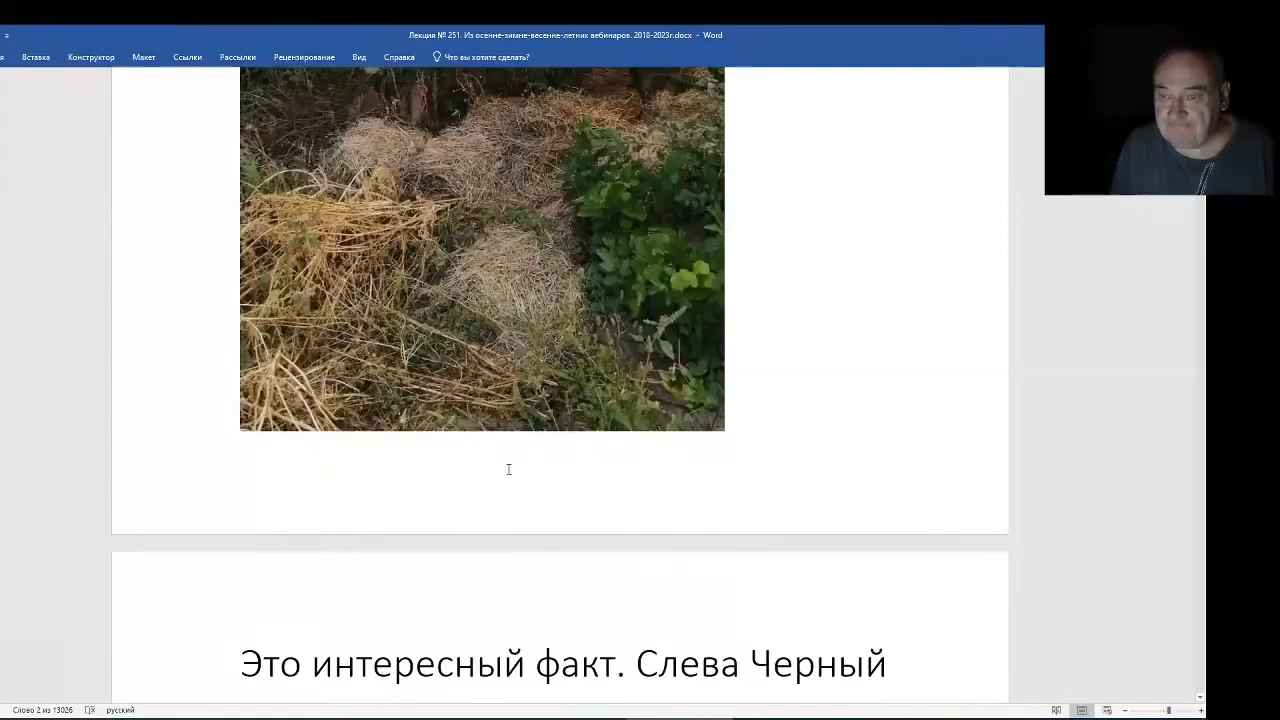 Лекция № 251. Из осенне-зимне-весенне-летних вебинаров. 2018-2023г.docx - Word
я Вставка Конструктор Макет Ссылки Рассылки Рецензирование Вид Справка Что вы хотите сделать?
Это интересный факт. Слева Черный
Слово 2 из 13026 русский